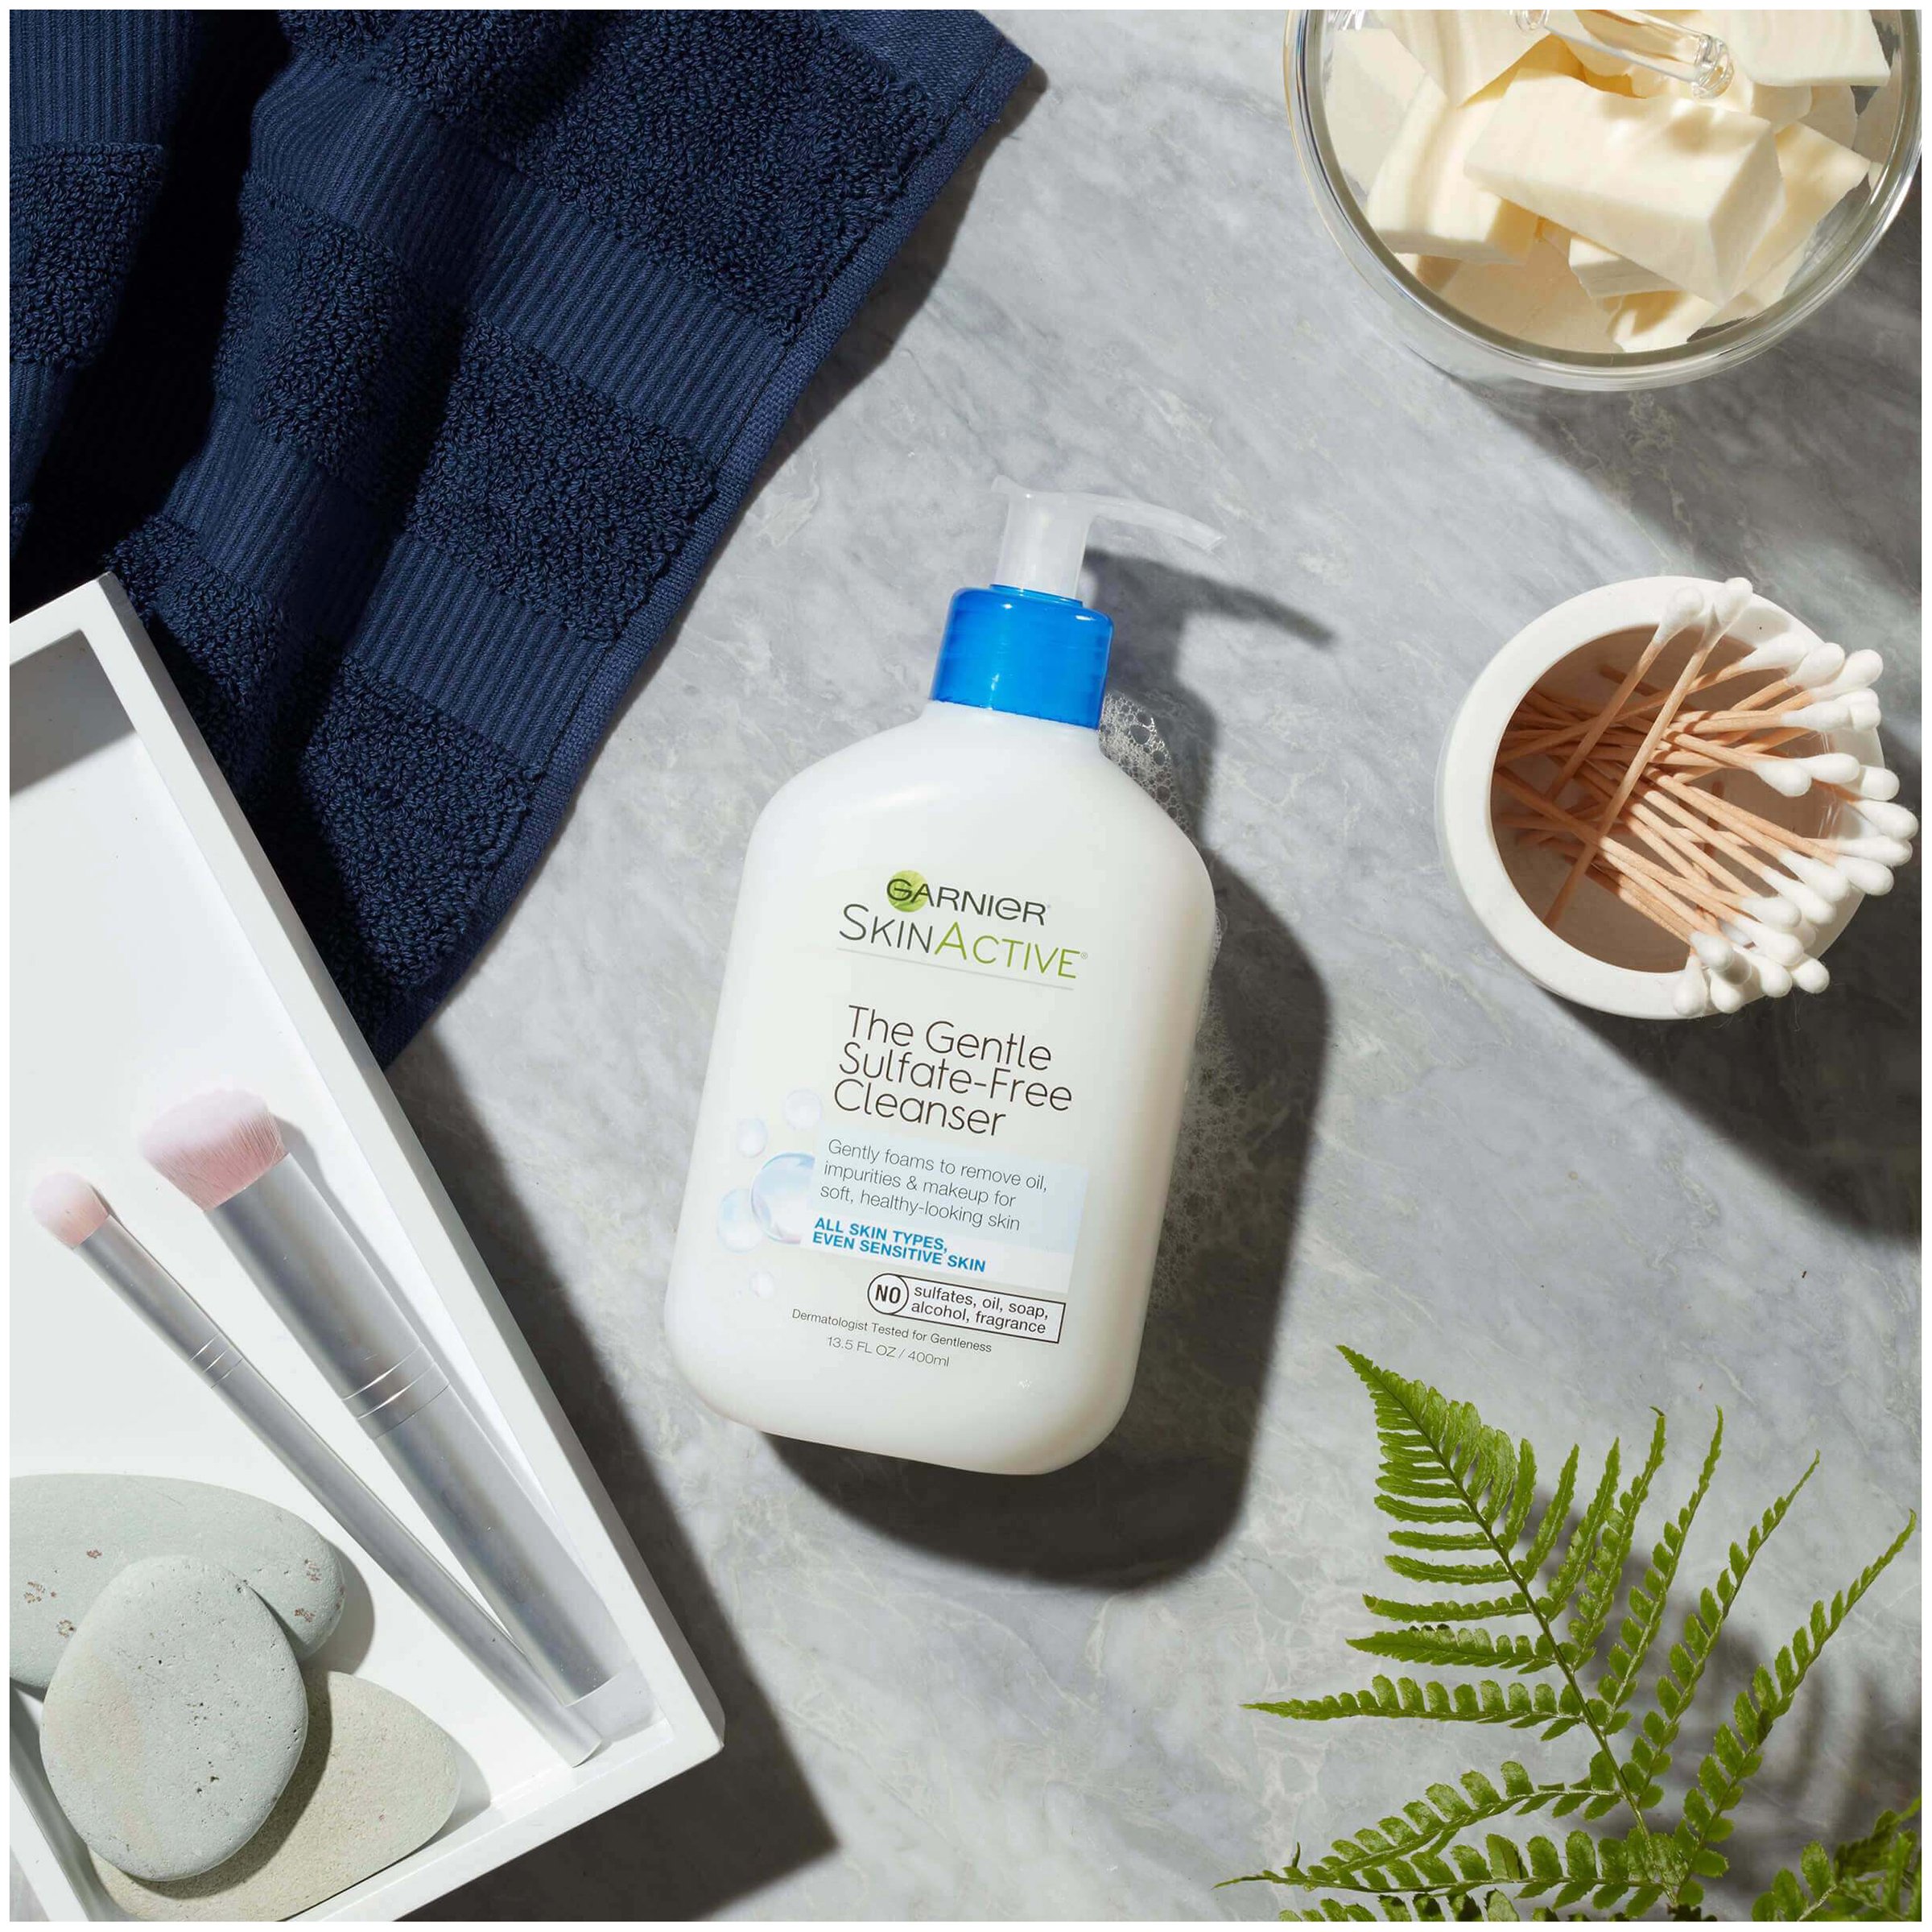 GARNIER
SKINACTIVE®
The Gentle
Sulfate-Free
Cleanser
Gently foams to remove oil,
impurities & makeup for
soft, healthy-looking skin
ALL SKIN TYPES,
EVEN SENSITIVE SKIN
NO sulfates, oil, soap,
alcohol, fragrance
Dermatologist Tested for Gentleness
13.5 FL OZ / 400ml